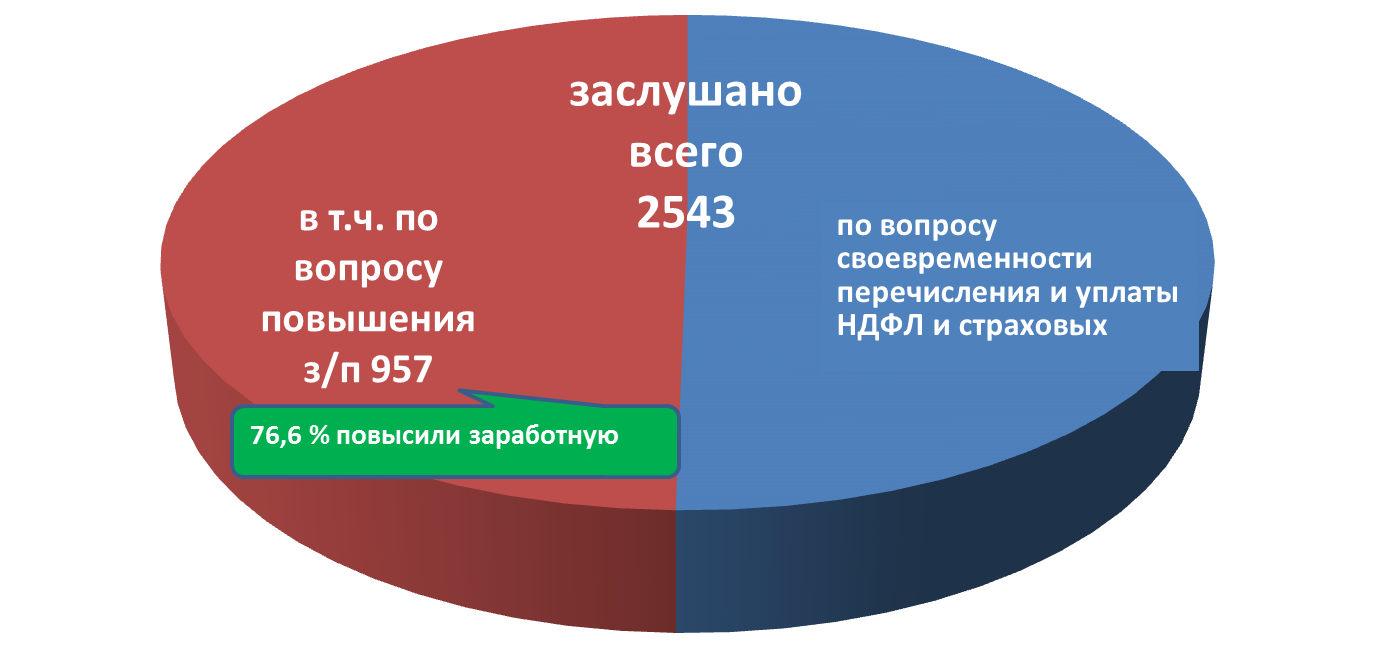 заслушано
всего
2543
в т.ч. по
вопросу
повышения
з/п 957
76,6 % повысили заработную
по вопросу
своевременности
перечисления и уплаты
НДФЛ и страховых